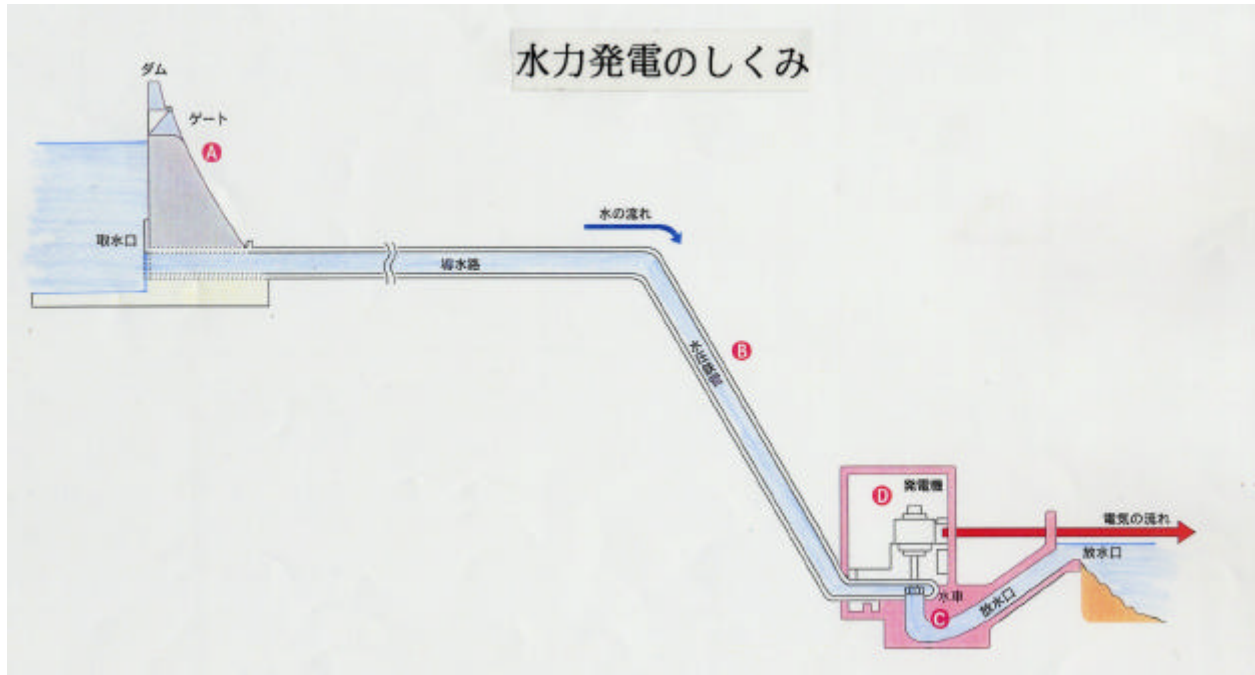 水力発電のしくみ
ダム
ゲート
A
取水口
水の流れ
導水路
B
水圧鉄管
D
発電機
電気の流れ
放水口
水車
放水口
C